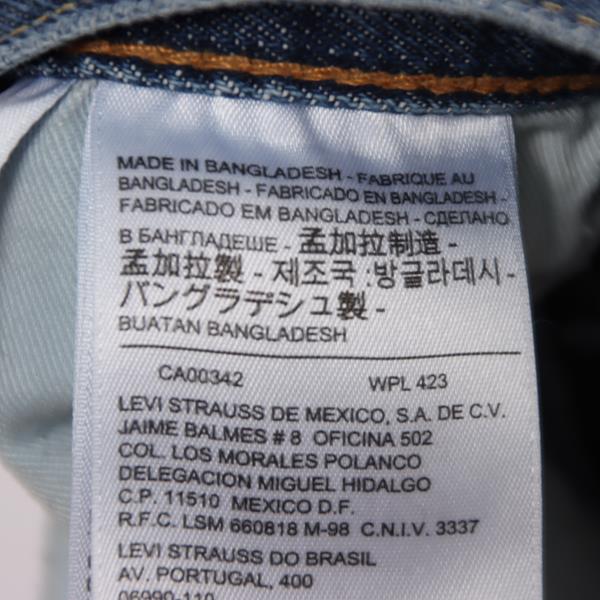 MADE IN BANGLADESH - FABRIQUE AU
BANGLADESH - FABRICADO EN BANGLADESH -
FABRICADO EM BANGLADESH - СДЕЛАНО
В БАНГЛАДЕШЕ - 孟加拉制造 -
孟加拉製 - 제조국 :방글라데시 -
バングラデシュ製 -
BUATAN BANGLADESH
CA00342 WPL 423
LEVI STRAUSS DE MEXICO, S.A. DE C.V.
JAIME BALMES # 8 OFICINA 502
COL. LOS MORALES POLANCO
DELEGACION MIGUEL HIDALGO
C.P. 11510 MEXICO D.F.
R.F.C. LSM 660818 M-98 C.N.I.V. 3337
LEVI STRAUSS DO BRASIL
AV. PORTUGAL, 400
06990-110